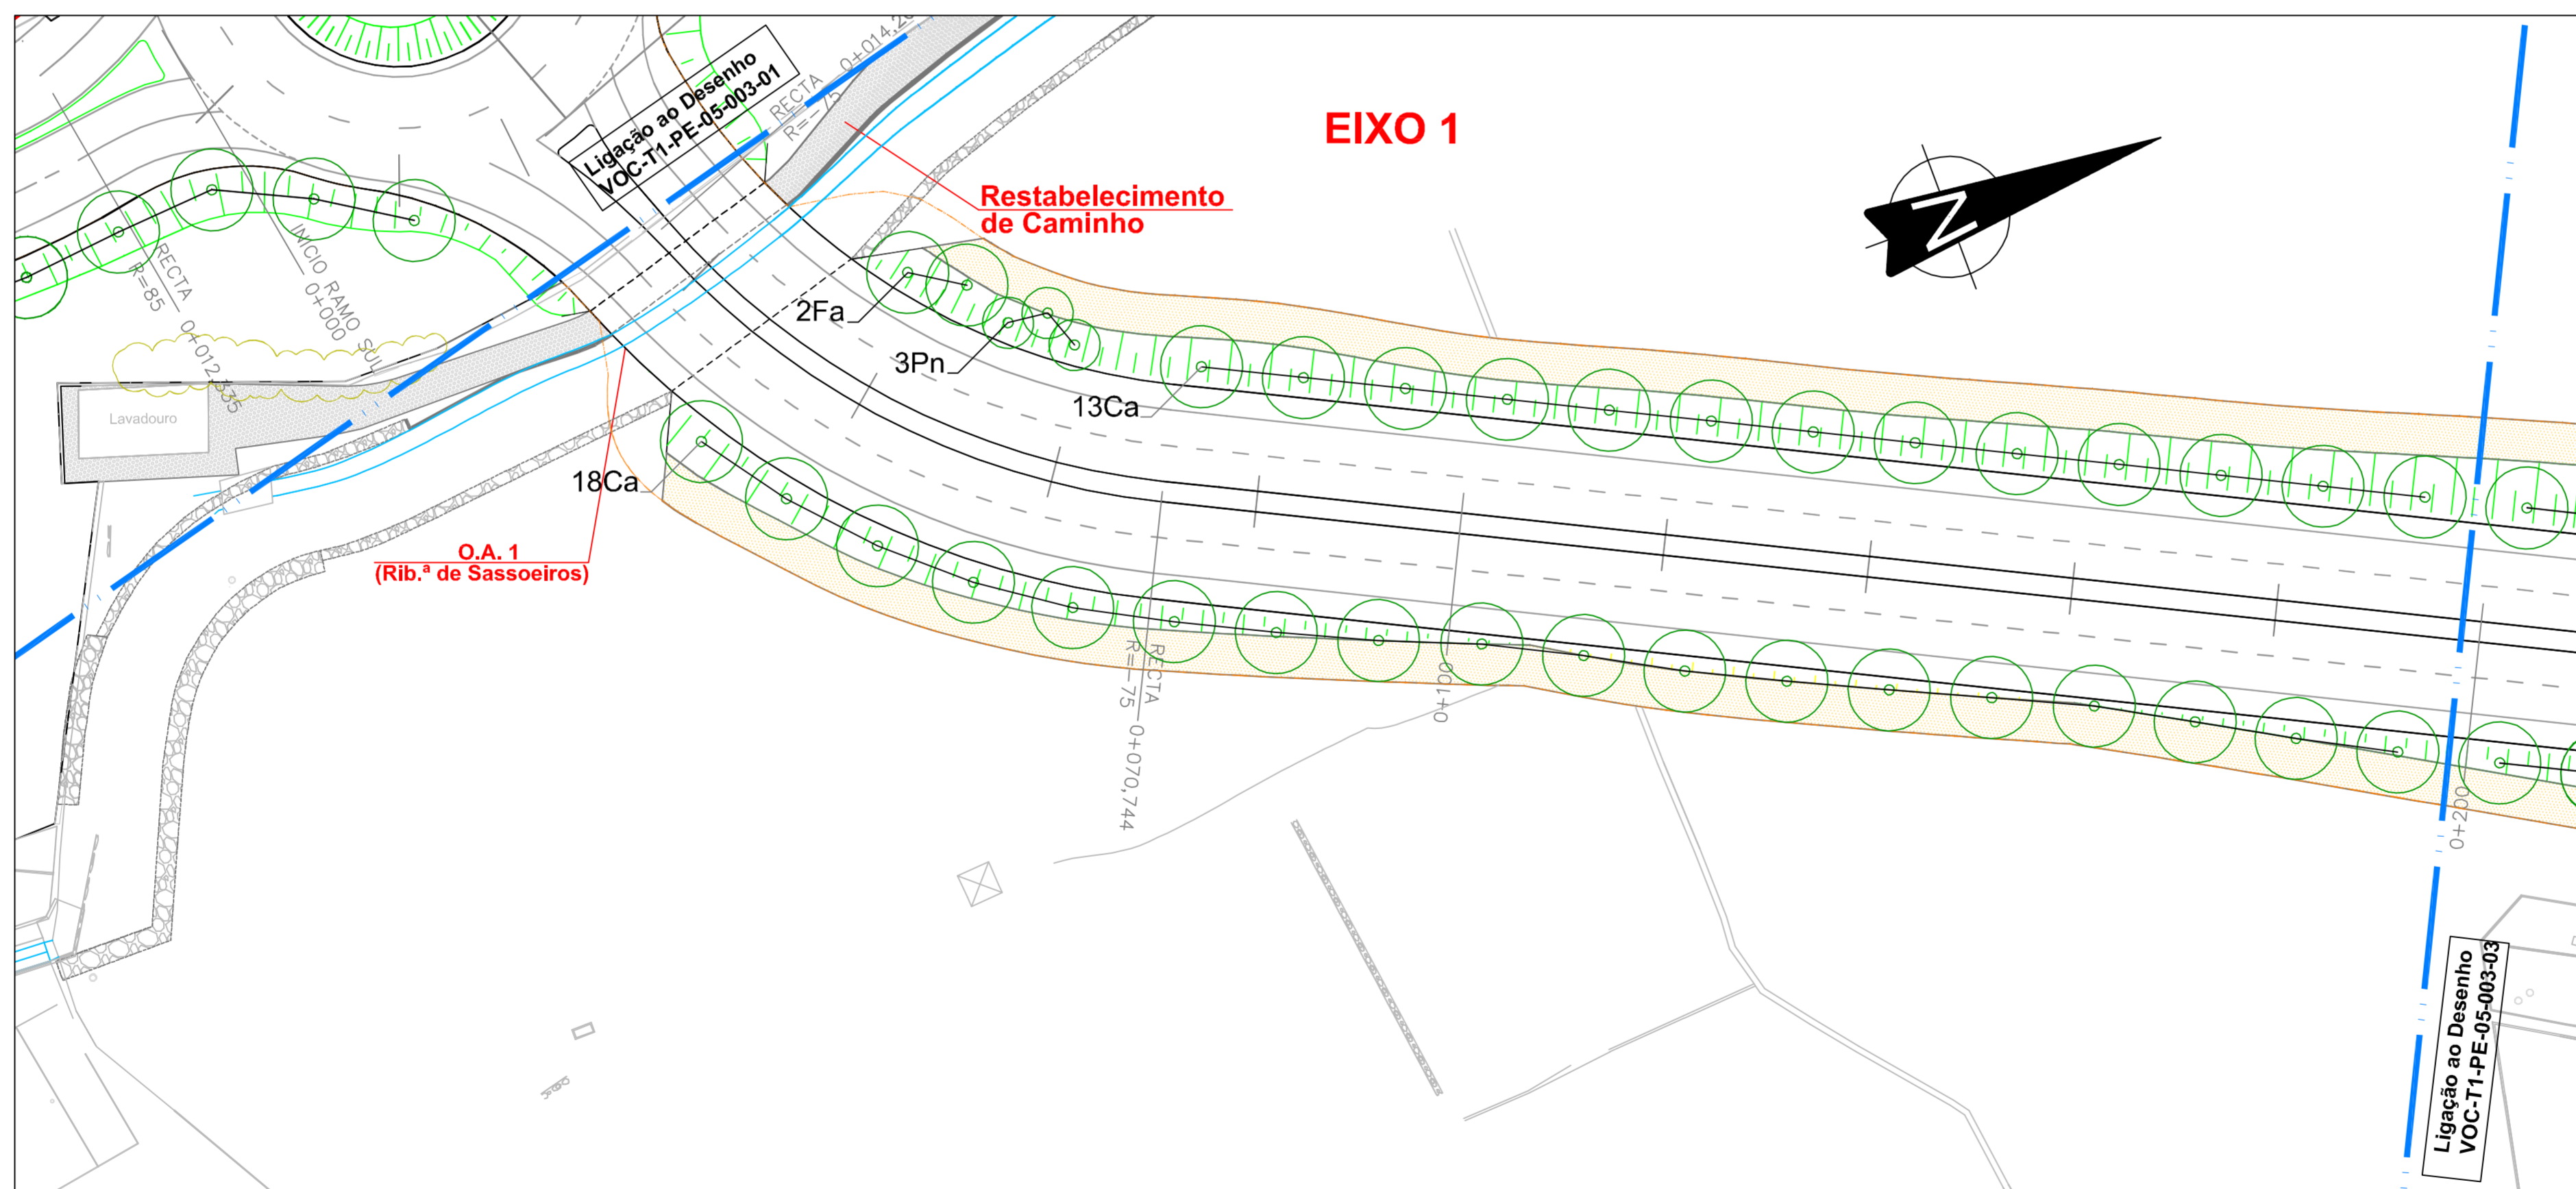 Ligação ao Desenho
VOC-T1-PE-05-003-01
RECTA
0+014,2
EIXO 1
Restabelecimento
de Caminho
N
RECTA
R=85
0+012,335
INÍCIO RAMO SUL
0+000
Lavadouro
2Fa
3Pn
13Ca
18Ca
O.A. 1
(Rib.ª de Sassoeiros)
RECTA
R=-75
0+070,744
0+100
0+200
Ligação ao Desenho
VOC-T1-PE-05-003-03